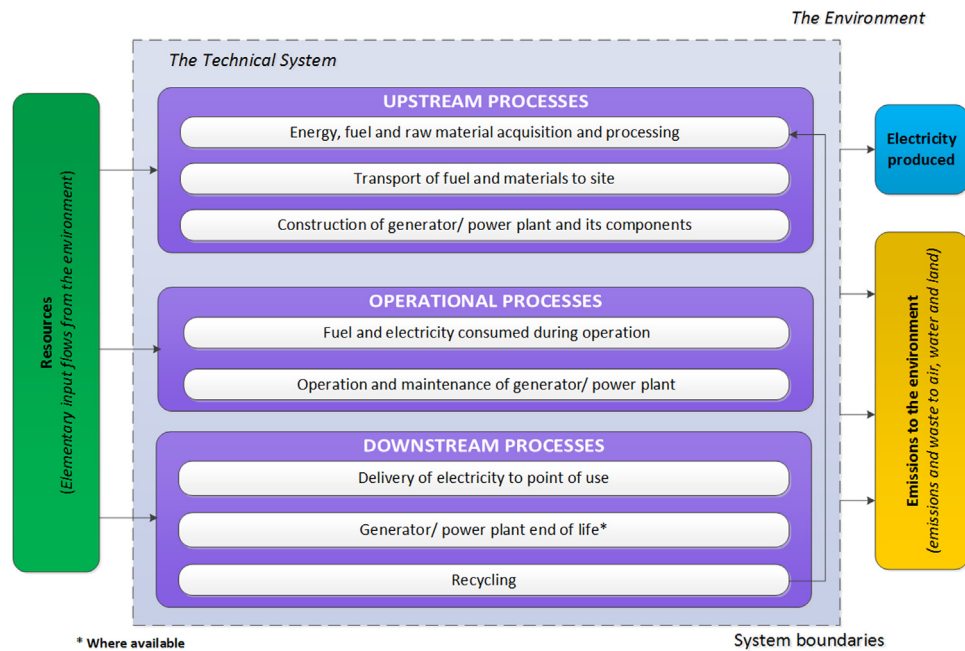 The Environment
The Technical System
UPSTREAM PROCESSES
Energy, fuel and raw material acquisition and processing
Transport of fuel and materials to site
Construction of generator/ power plant and its components
OPERATIONAL PROCESSES
Fuel and electricity consumed during operation
Operation and maintenance of generator/ power plant
DOWNSTREAM PROCESSES
Delivery of electricity to point of use
Generator/ power plant end of life*
Recycling
Resources
(Elementary input flows from the environment)
Electricity
produced
Emissions to the environment
(emissions and waste to air, water and land)
* Where available
System boundaries